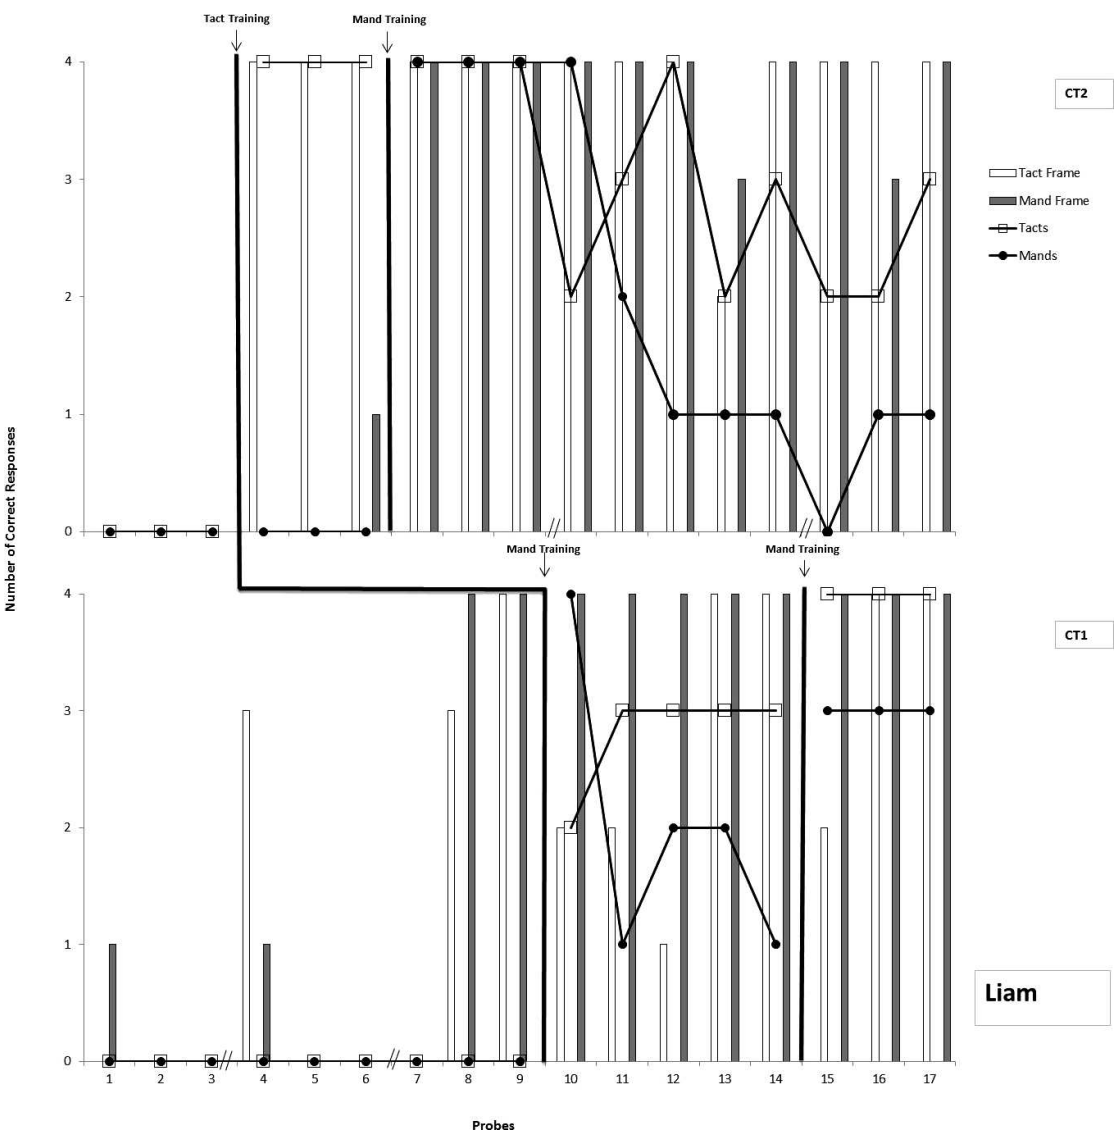 Tact Training
Mand Training
4
3
2
1
0
CT2
Tact Frame
Mand Frame
Tacts
Mands
Number of Correct Responses
Mand Training
Mand Training
4
3
2
1
0
CT1
Liam
1 2 3 4 5 6 7 8 9 10 11 12 13 14 15 16 17
Probes